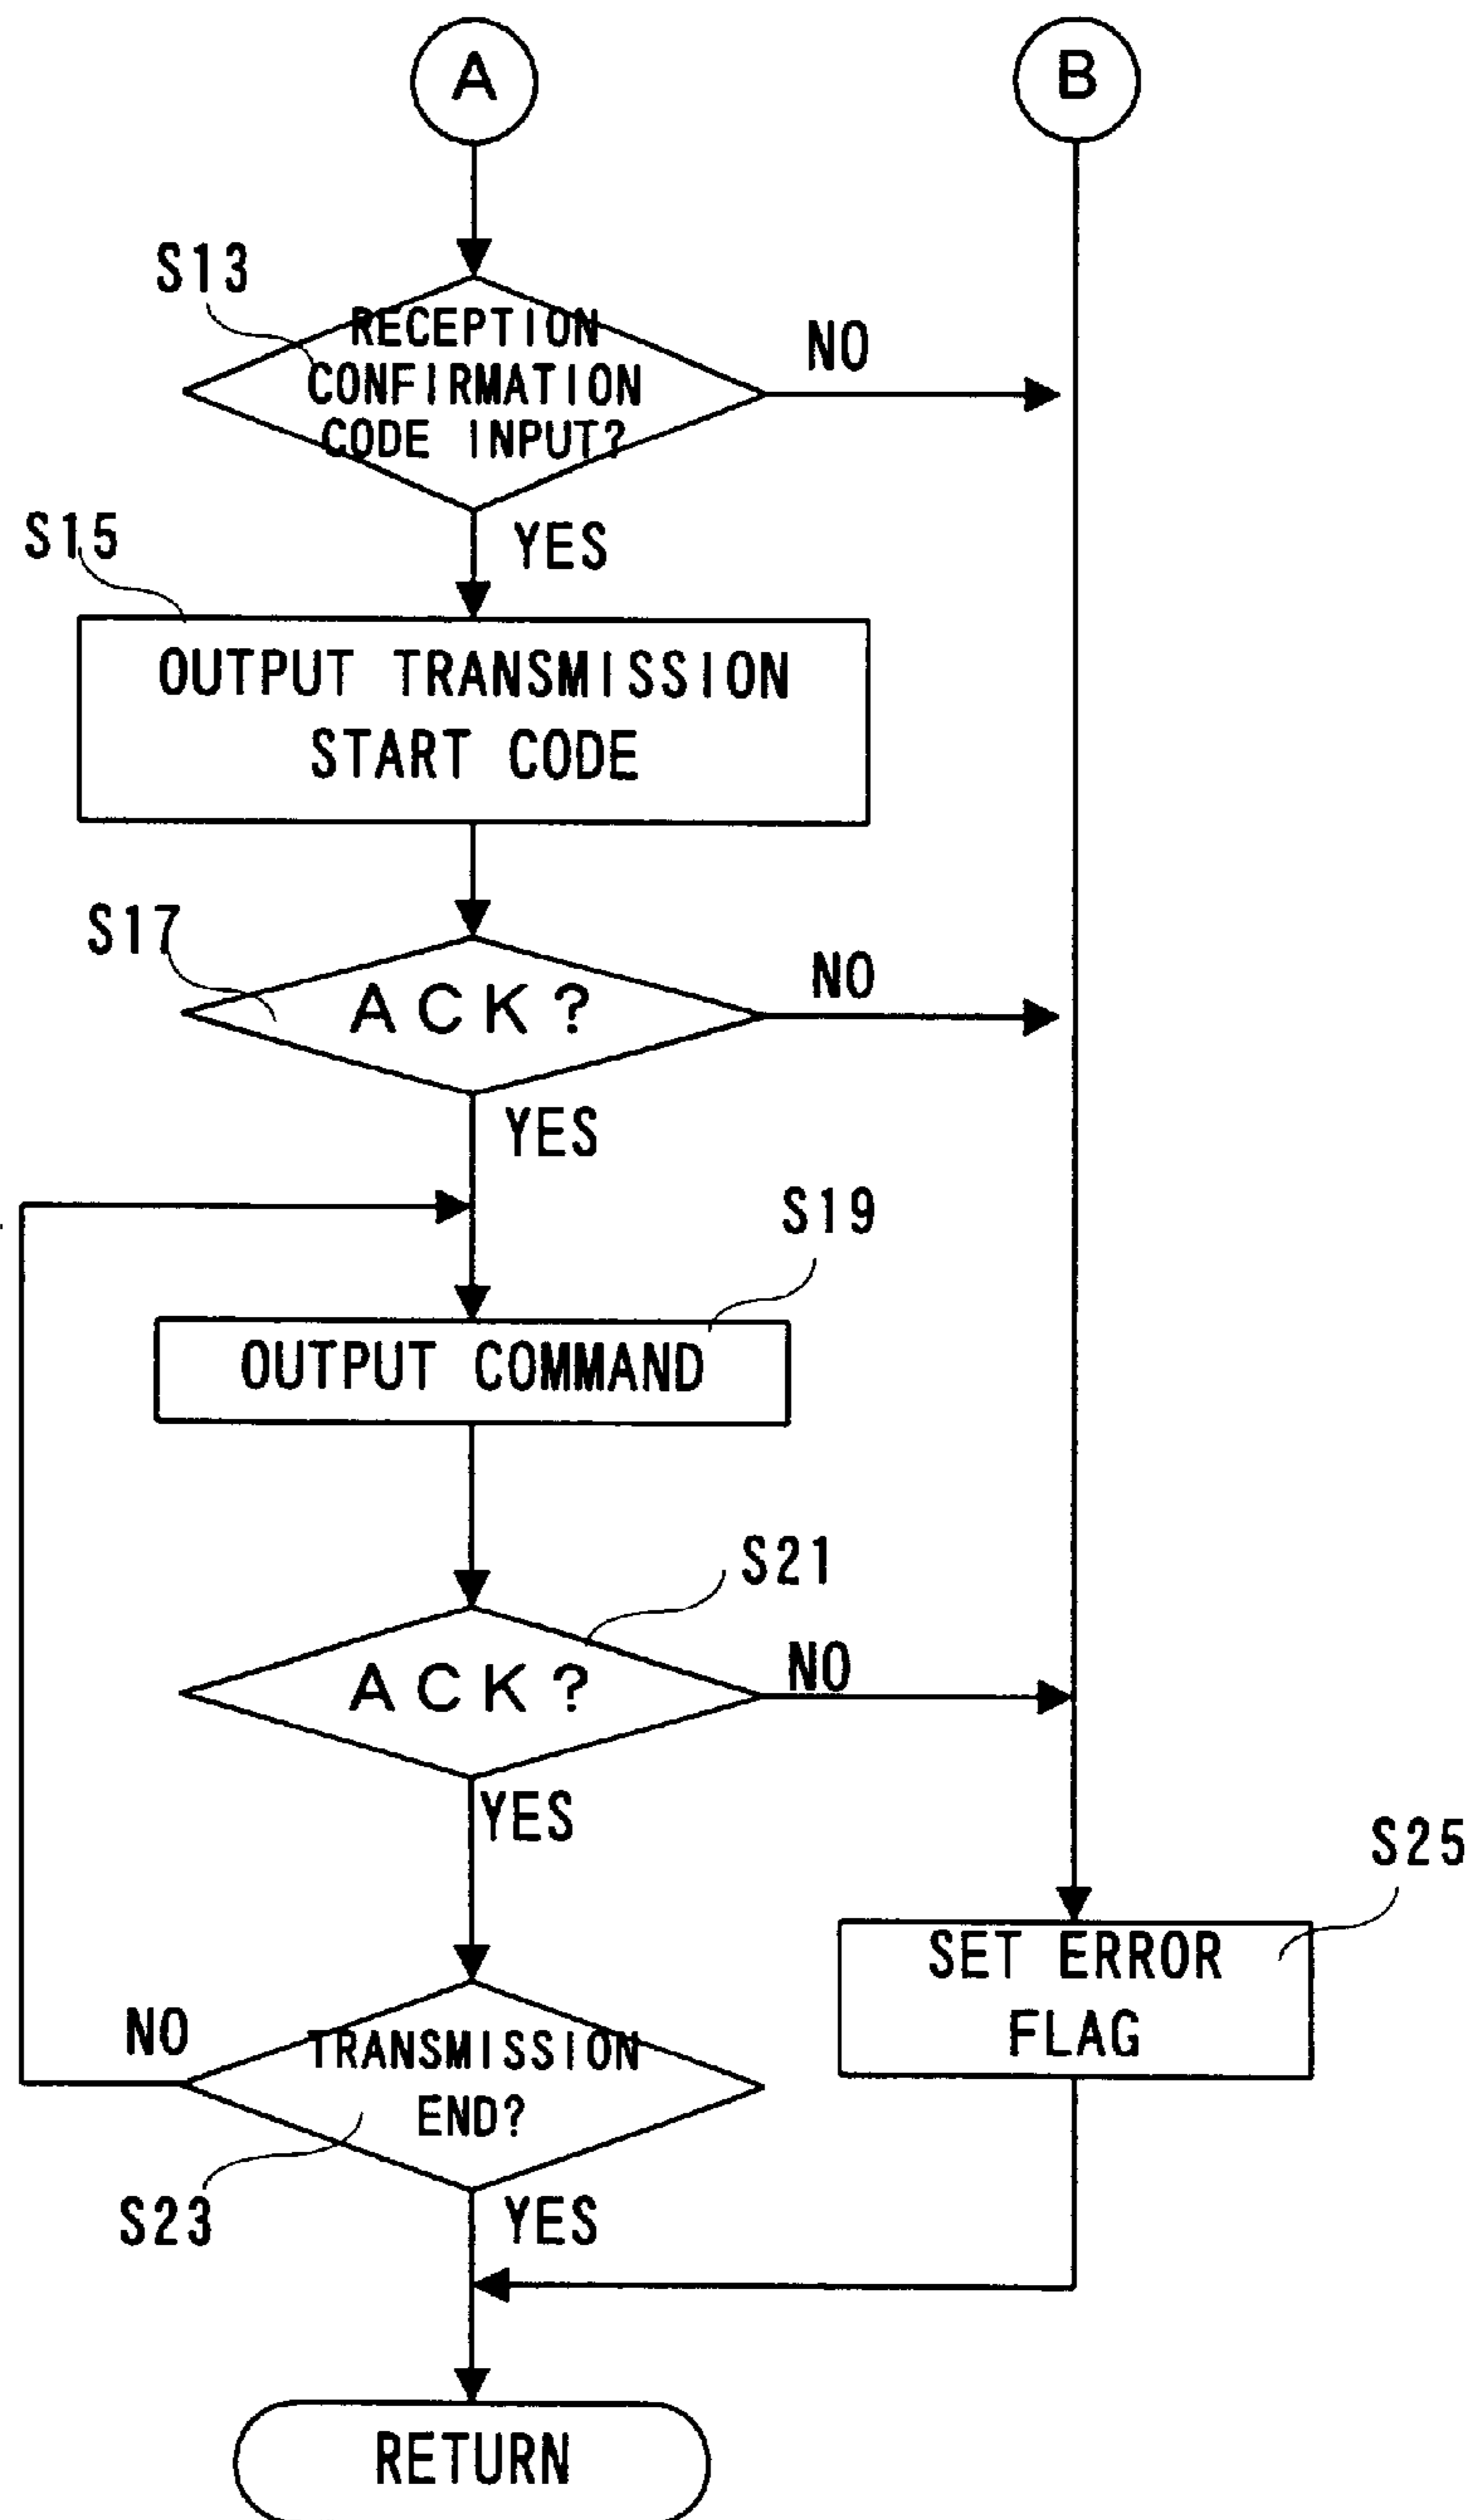 A
B
S13
RECEPTION
CONFIRMATION
CODE INPUT?
NO
YES
S15
OUTPUT TRANSMISSION
START CODE
S17
ACK?
NO
YES
S19
OUTPUT COMMAND
S21
ACK?
NO
YES
S25
SET ERROR
FLAG
NO
TRANSMISSION
END?
S23
YES
RETURN